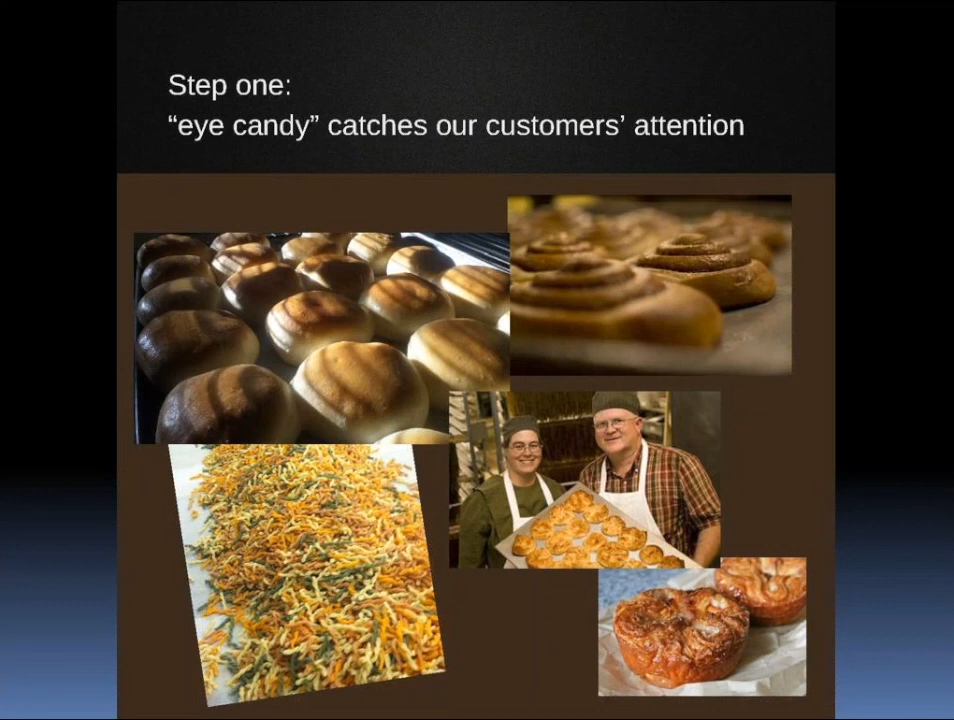 Step one:
“eye candy” catches our customers’ attention